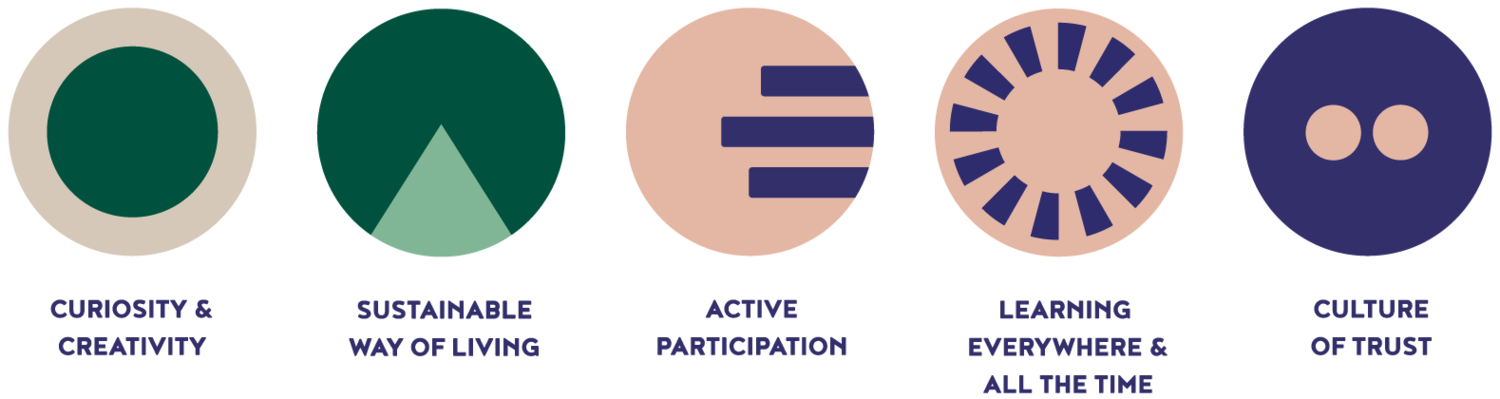 CURIOSITY &
CREATIVITY
SUSTAINABLE
WAY OF LIVING
ACTIVE
PARTICIPATION
LEARNING
EVERYWHERE &
ALL THE TIME
CULTURE
OF TRUST